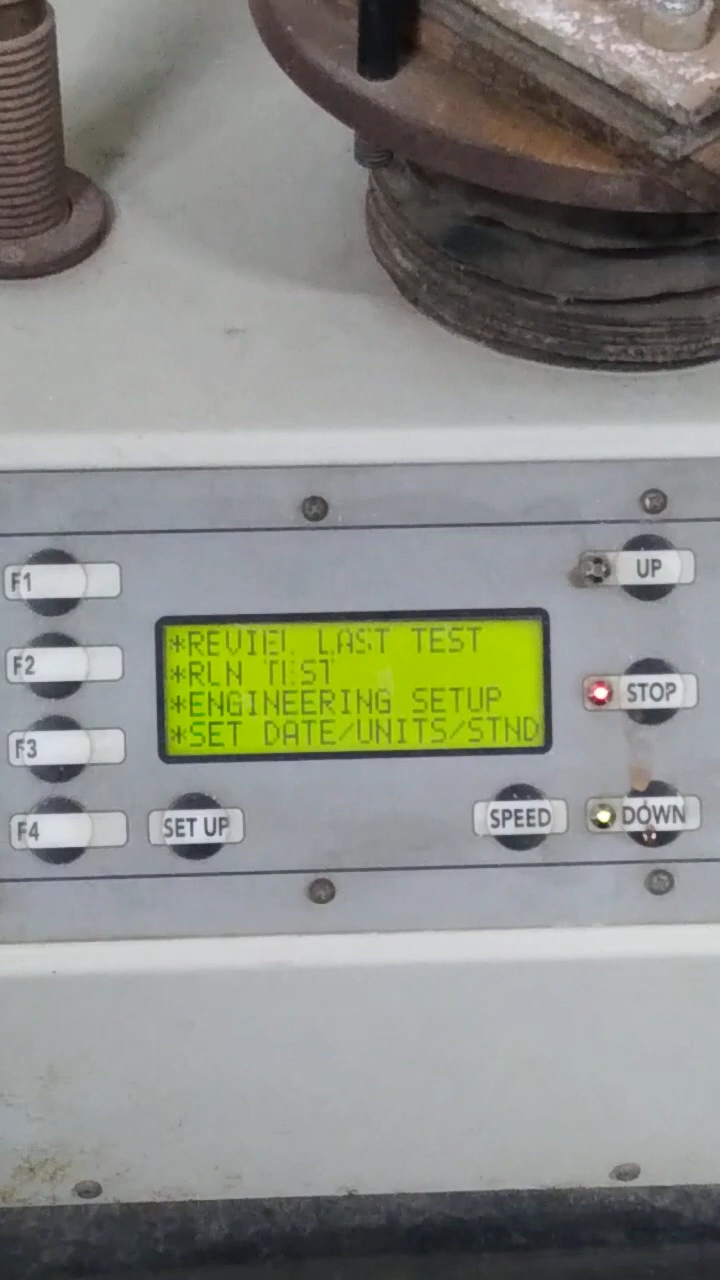 F1
UP
*REVIEW LAST TEST
F2
*RUN TEST
STOP
F3
*ENGINEERING SETUP
*SET DATE/UNITS/STND
F4
SET UP
SPEED
DOWN